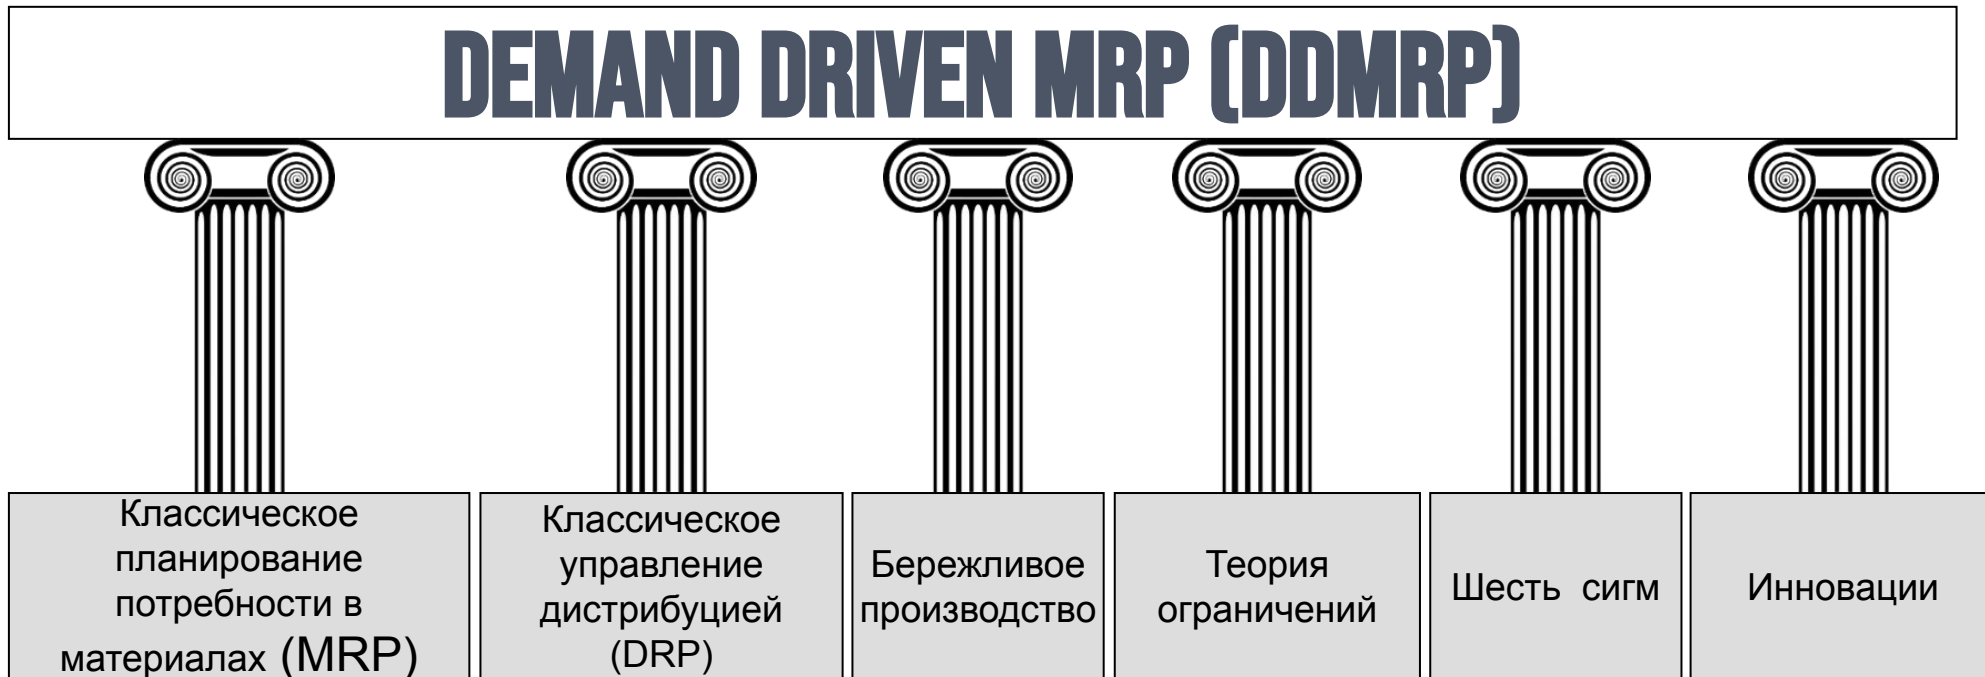 DEMAND DRIVEN MRP (DDMRP)
Классическое
планирование
потребности в
материалах (MRP)
Классическое
управление
дистрибуцией
(DRP)
Бережливое
производство
Теория
ограничений
Шесть сигм
Инновации